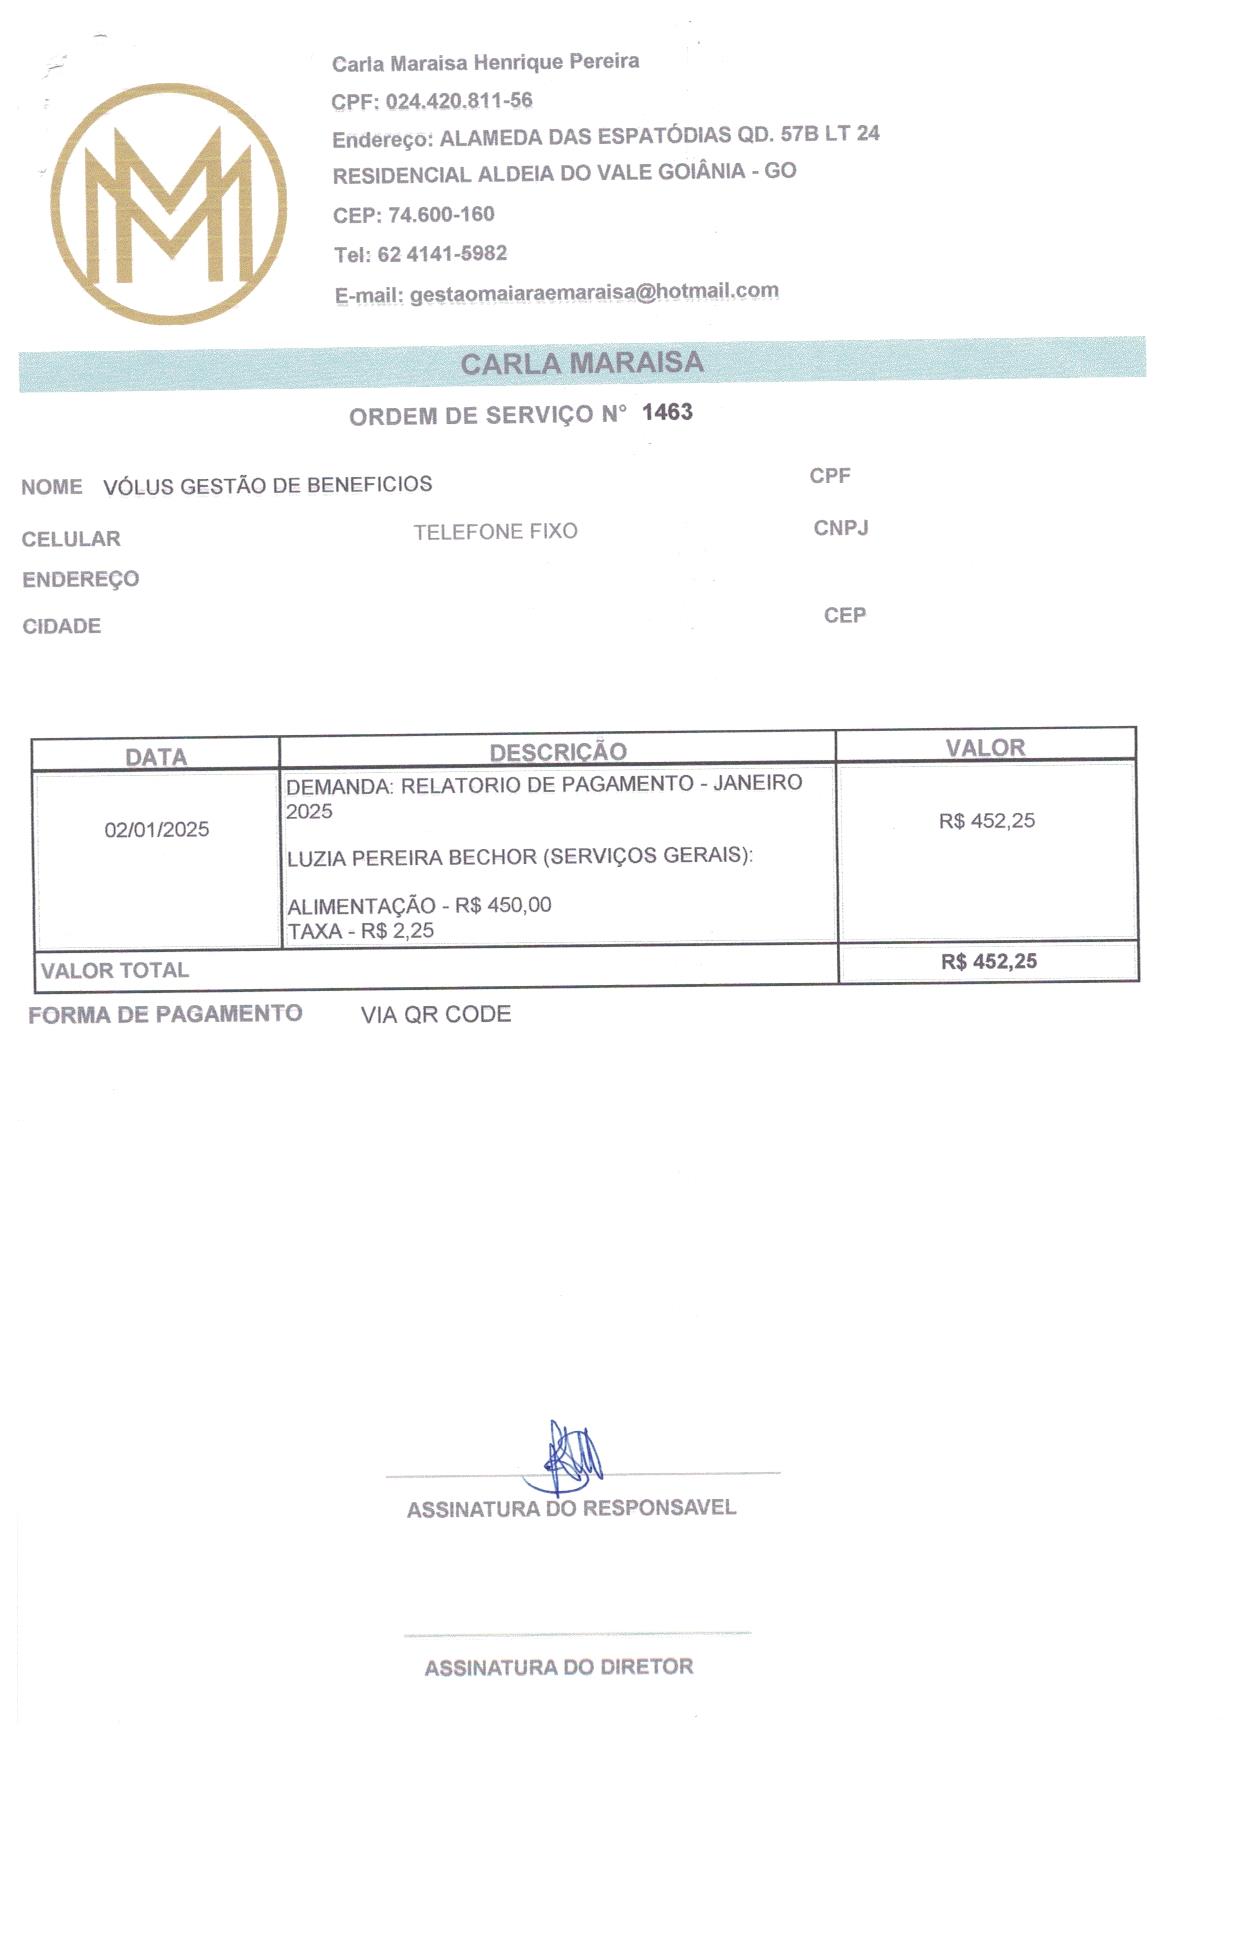 Carla Maraisa Henrique Pereira
CPF: 024.420.811-56
Endereço: ALAMEDA DAS ESPATÓDIAS QD. 57B LT 24
RESIDENCIAL ALDEIA DO VALE GOIÂNIA - GO
CEP: 74.600-160
Tel: 62 4141-5982
E-mail: gestaomaiaraemaraisa@hotmail.com
CARLA MARAISA
ORDEM DE SERVIÇO N° 1463
NOME VÓLUS GESTÃO DE BENEFICIOS CPF
CELULAR TELEFONE FIXO CNPJ
ENDEREÇO
CIDADE CEP
DATA DESCRIÇÃO VALOR
DEMANDA: RELATORIO DE PAGAMENTO - JANEIRO
2025
02/01/2025 R$ 452,25
LUZIA PEREIRA BECHOR (SERVIÇOS GERAIS):
ALIMENTAÇÃO - R$ 450,00
TAXA - R$ 2,25
VALOR TOTAL R$ 452,25
FORMA DE PAGAMENTO VIA QR CODE
ASSINATURA DO RESPONSAVEL
ASSINATURA DO DIRETOR